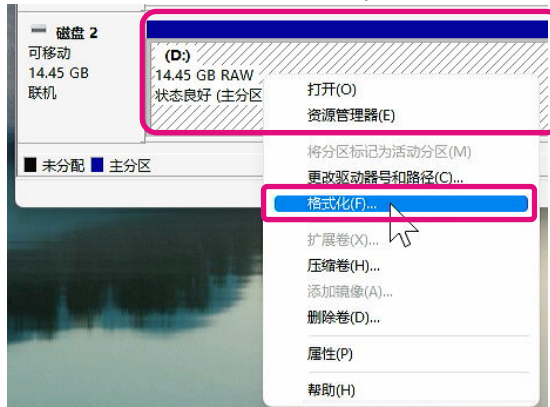 磁盘 2
可移动
14.45 GB
联机
(D:)
14.45 GB RAW
状态良好 (主分区
未分配 主分区
打开(O)
资源管理器(E)
将分区标记为活动分区(M)
更改驱动器号和路径(C)...
格式化(F)...
扩展卷(X)...
压缩卷(H)...
添加镜像(A)...
删除卷(D)...
属性(P)
帮助(H)